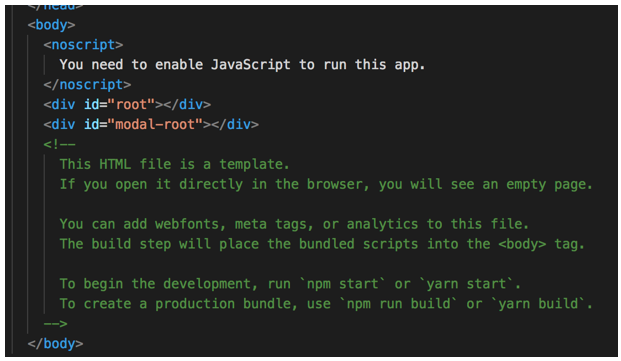 </head>
<body>
<noscript>
You need to enable JavaScript to run this app.
</noscript>
<div id="root"></div>
<div id="modal-root"></div>
<!--
This HTML file is a template.
If you open it directly in the browser, you will see an empty page.
You can add webfonts, meta tags, or analytics to this file.
The build step will place the bundled scripts into the <body> tag.
To begin the development, run `npm start` or `yarn start`.
To create a production bundle, use `npm run build` or `yarn build`.
-->
</body>